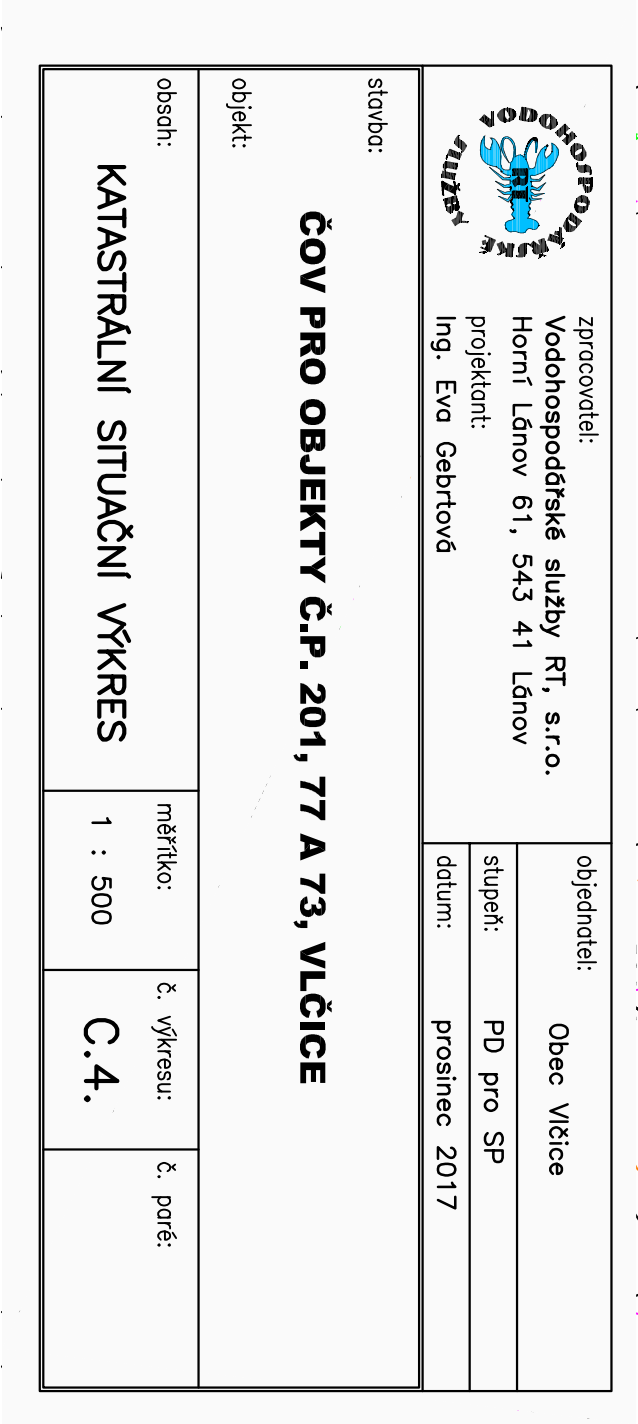 VODOHOSPODÁŘSKÉ SLUŽBY
RT
zpracovatel:
Vodohospodářské služby RT, s.r.o.
Horní Lánov 61, 543 41 Lánov
projektant:
Ing. Eva Gebrtová
objednatel:
Obec Vlčice
stupeň: PD pro SP
datum: prosinec 2017
stavba:
ČOV PRO OBJEKTY Č.P. 201, 77 A 73, VLČICE
objekt:
obsah:
KATASTRÁLNÍ SITUAČNÍ VÝKRES
měřítko:
1 : 500
č. výkresu:
C.4.
č. paré: